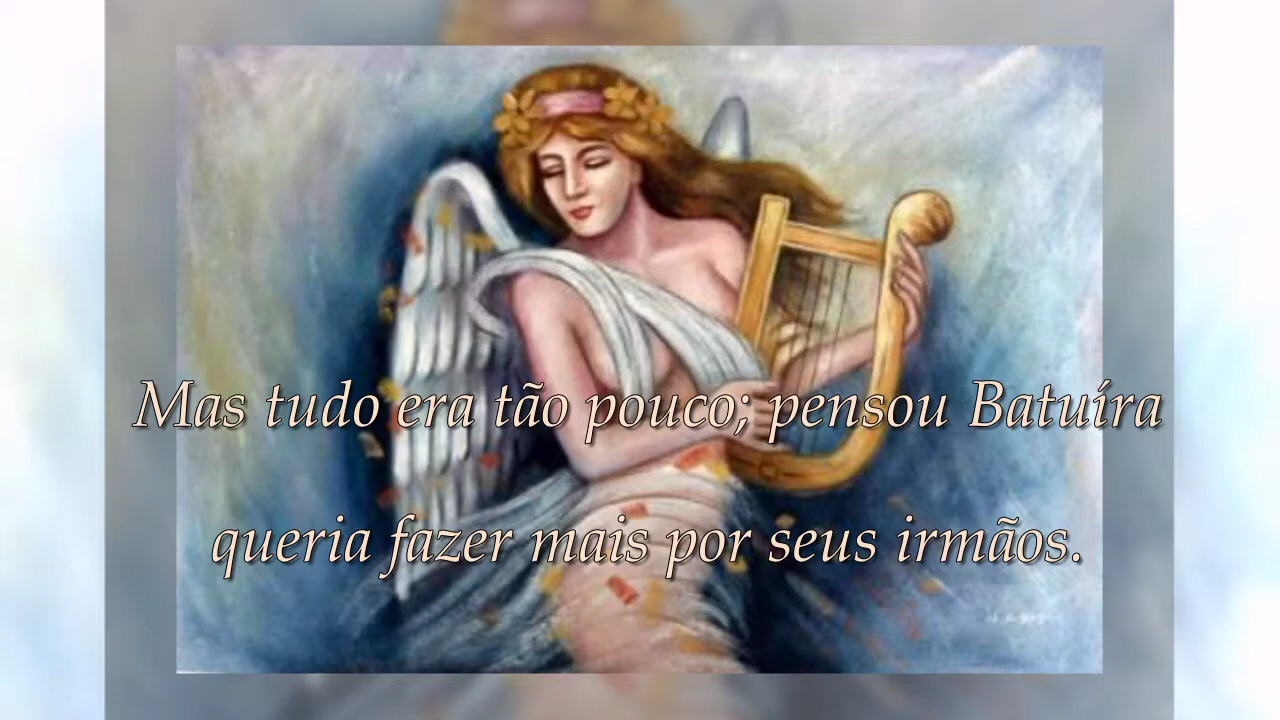 Mas tudo era tão pouco; pensou Batuíra
queria fazer mais por seus irmãos.